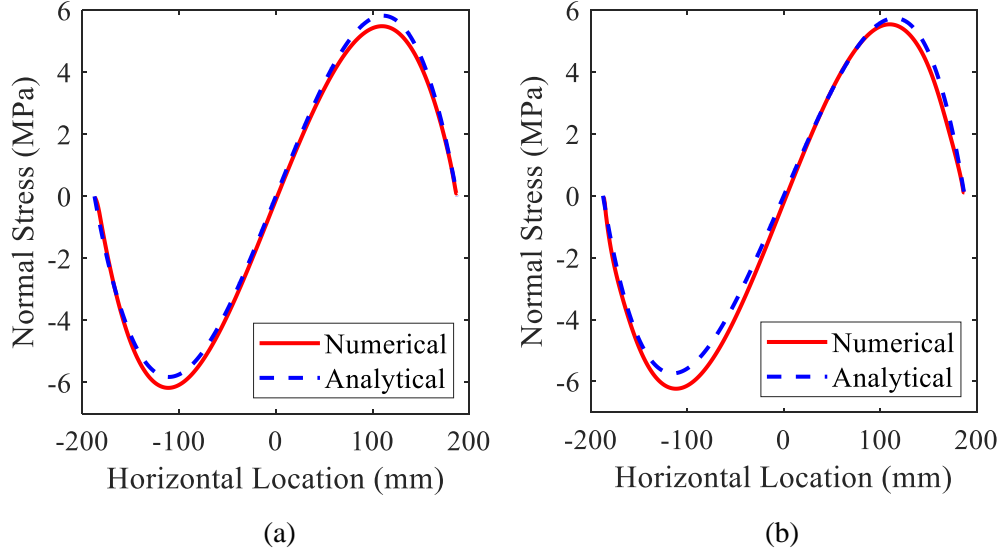 6
4
2
0
-2
-4
-6
Normal Stress (MPa)
Numerical
Analytical
-200 -100 0 100 200
Horizontal Location (mm)
(a)
6
4
2
0
-2
-4
-6
Normal Stress (MPa)
Numerical
Analytical
-200 -100 0 100 200
Horizontal Location (mm)
(b)